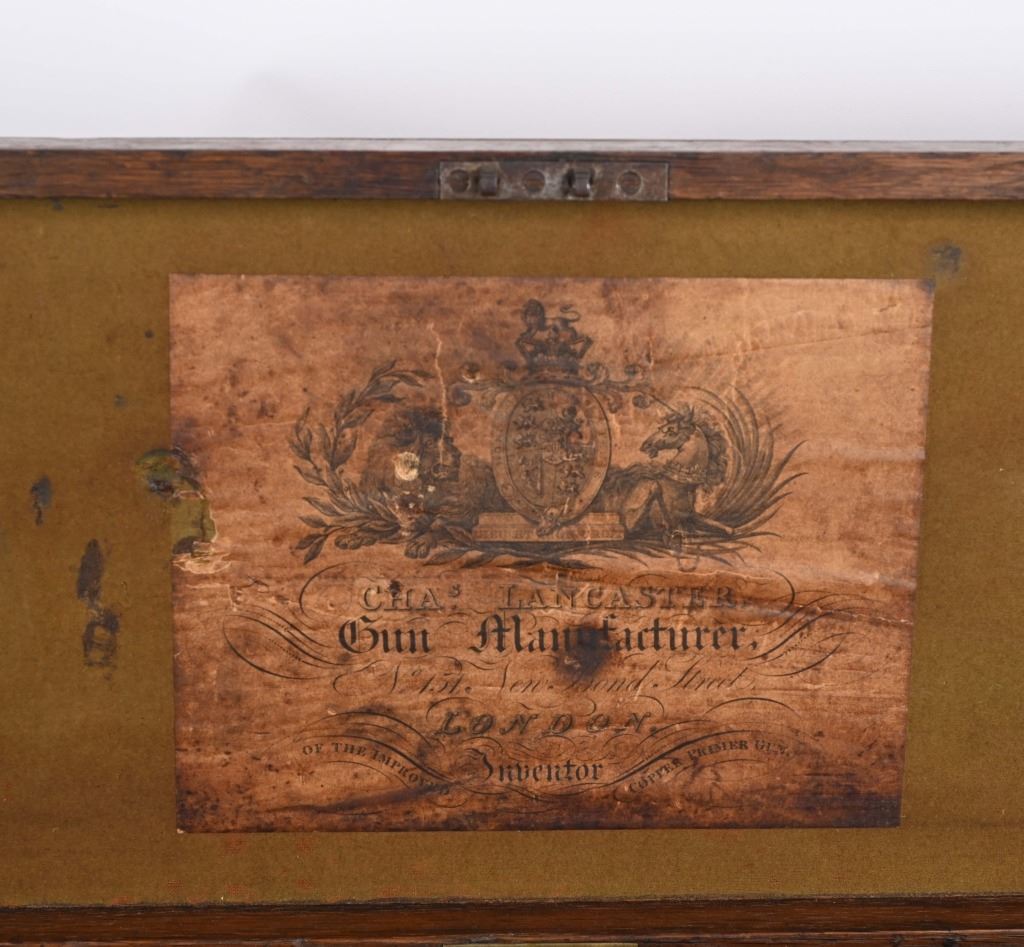 CHAS. LANCASTER,
Gun Manufacturer,
No. 151, New Bond Street,
LONDON.
Inventor
OF THE IMPROVED
COPPER PRIMER GUN.